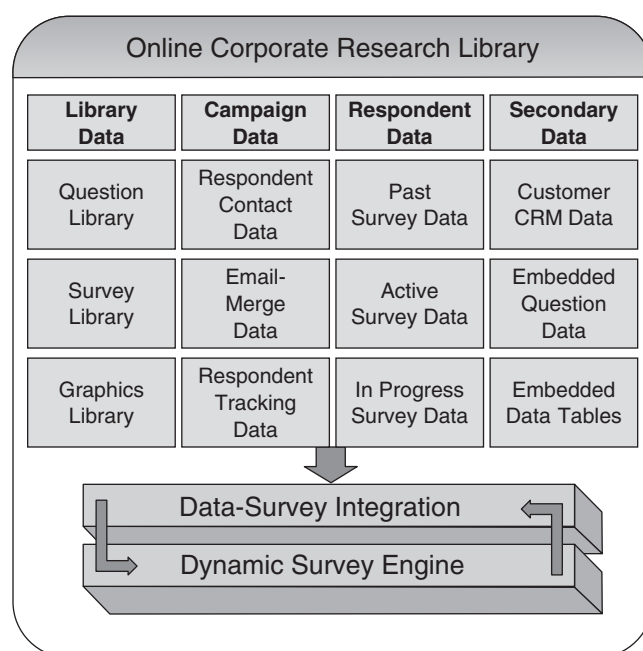 Online Corporate Research Library
Library
Data
Campaign
Data
Respondent
Data
Secondary
Data
Question
Library
Respondent
Contact
Data
Past
Survey Data
Customer
CRM Data
Survey
Library
Email-
Merge
Data
Active
Survey Data
Embedded
Question
Data
Graphics
Library
Respondent
Tracking
Data
In Progress
Survey Data
Embedded
Data Tables
Data-Survey Integration
Dynamic Survey Engine